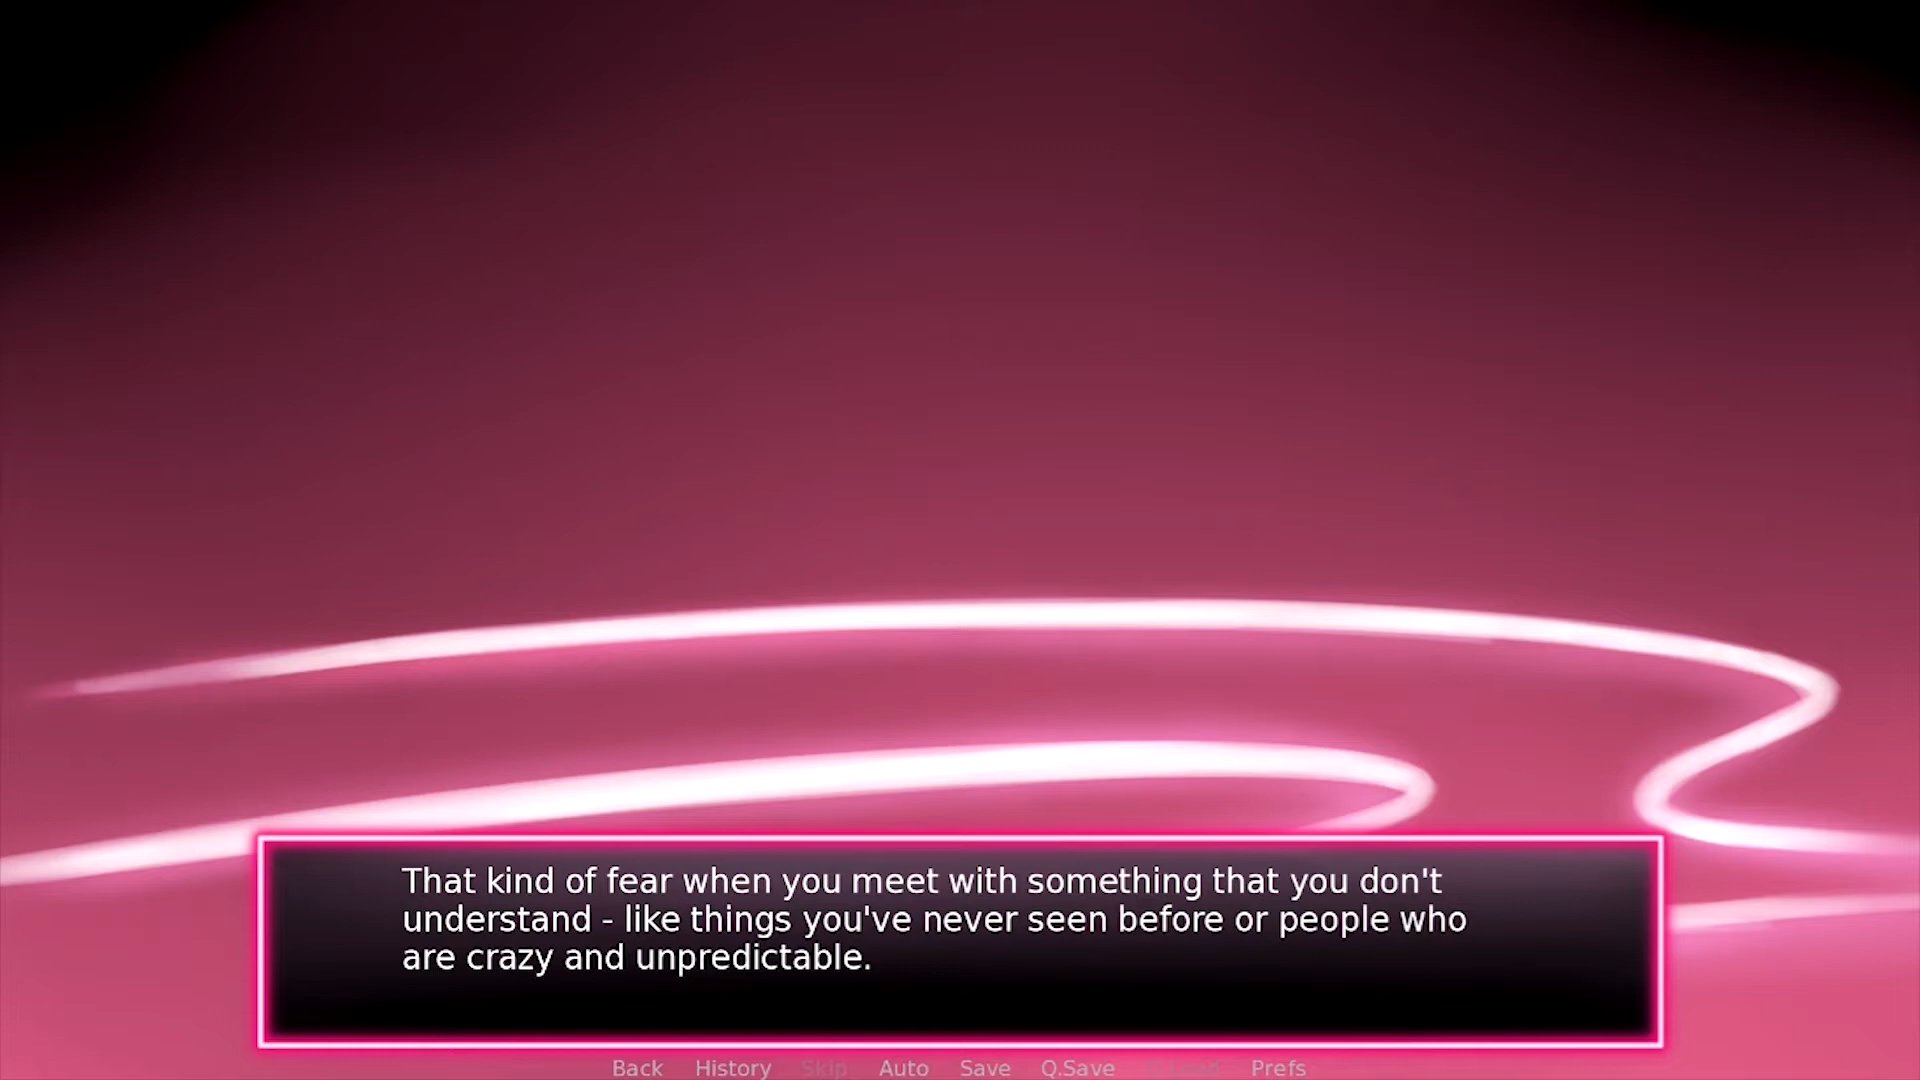 That kind of fear when you meet with something that you don't
understand - like things you've never seen before or people who
are crazy and unpredictable.
Back History Skip Auto Save Q.Save Q.Load Prefs